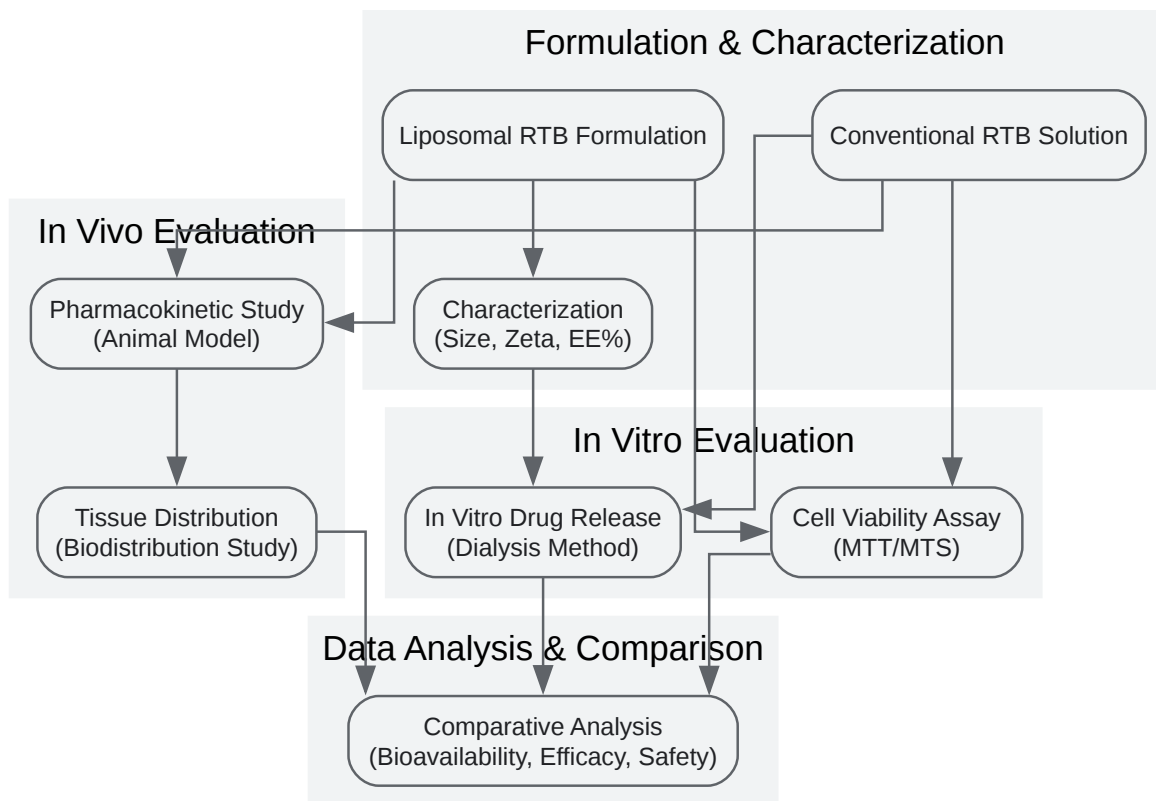 Formulation & Characterization
Liposomal RTB Formulation
Conventional RTB Solution
In Vivo Evaluation
Pharmacokinetic Study
(Animal Model)
Characterization
(Size, Zeta, EE%)
In Vitro Evaluation
Tissue Distribution
(Biodistribution Study)
In Vitro Drug Release
(Dialysis Method)
Cell Viability Assay
(MTT/MTS)
Data Analysis & Comparison
Comparative Analysis
(Bioavailability, Efficacy, Safety)